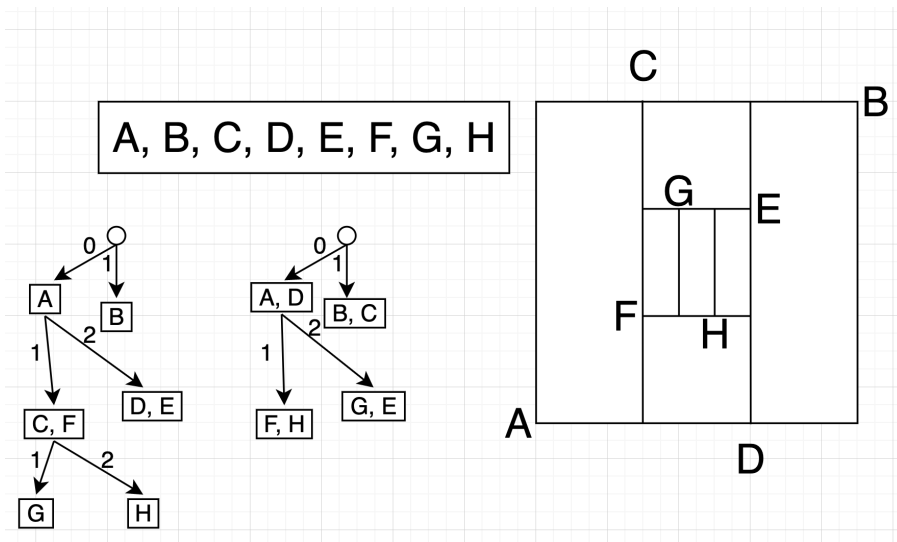 A, B, C, D, E, F, G, H
0
1
A
B
1
2
C, F
D, E
1
2
G
H
0
1
A, D
B, C
1
2
F, H
G, E
C
B
G
E
F
H
A
D